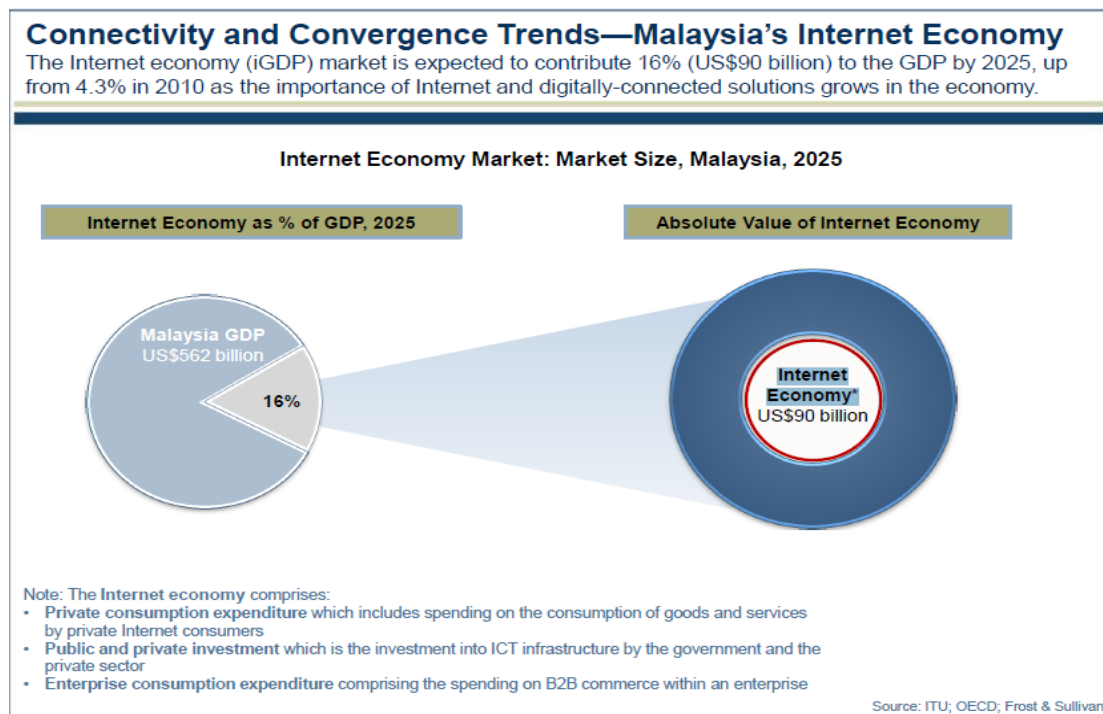 Connectivity and Convergence Trends—Malaysia's Internet Economy
The Internet economy (iGDP) market is expected to contribute 16% (US$90 billion) to the GDP by 2025, up
from 4.3% in 2010 as the importance of Internet and digitally-connected solutions grows in the economy.
Internet Economy Market: Market Size, Malaysia, 2025
Internet Economy as % of GDP, 2025
Absolute Value of Internet Economy
Malaysia GDP
US$562 billion
16%
Internet
Economy*
US$90 billion
Note: The Internet economy comprises:
• Private consumption expenditure which includes spending on the consumption of goods and services
by private Internet consumers
• Public and private investment which is the investment into ICT infrastructure by the government and the
private sector
• Enterprise consumption expenditure comprising the spending on B2B commerce within an enterprise
Source: ITU; OECD; Frost & Sullivan